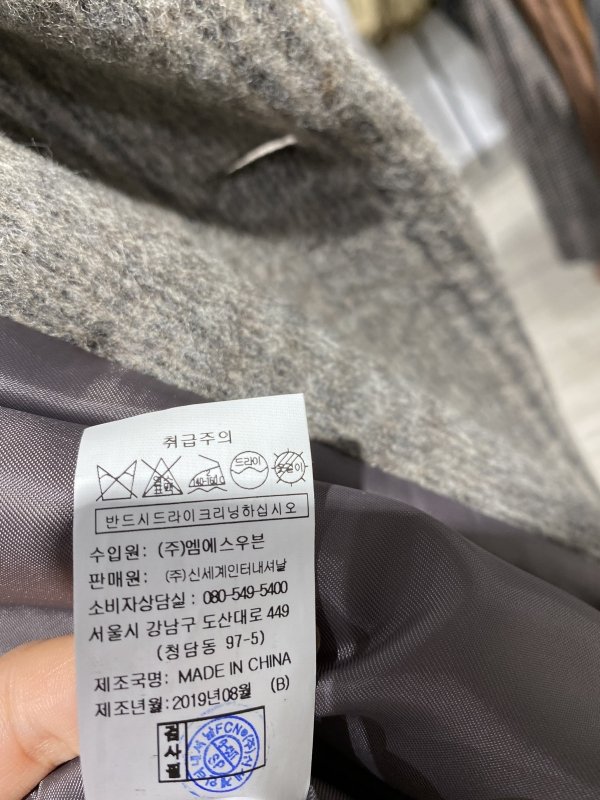 취급주의
드라이
반드시드라이크리닝하십시오
수입원: (주)엠에스우븐
판매원: (주)신세계인터내셔날
소비자상담실 : 080-549-5400
서울시 강남구 도산대로 449
(청담동 97-5)
제조국명: MADE IN CHINA
제조년월:2019년08월 (B)
검사필